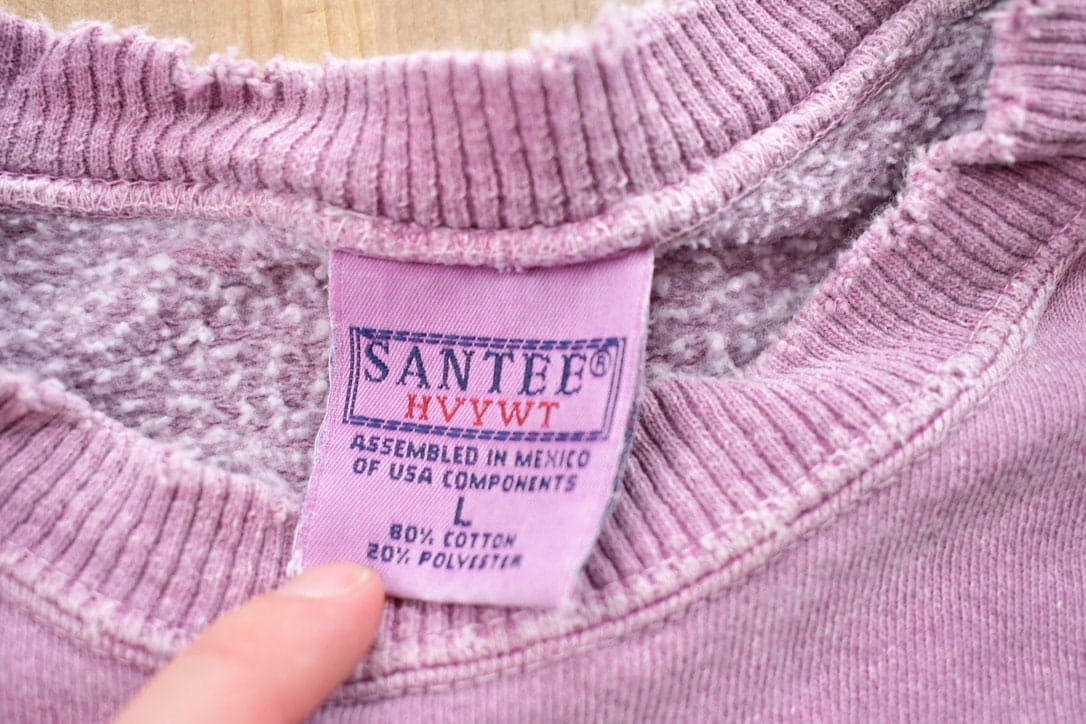 SANTEE®
HVYWT
ASSEMBLED IN MEXICO
OF USA COMPONENTS
L
80% COTTON
20% POLYESTER